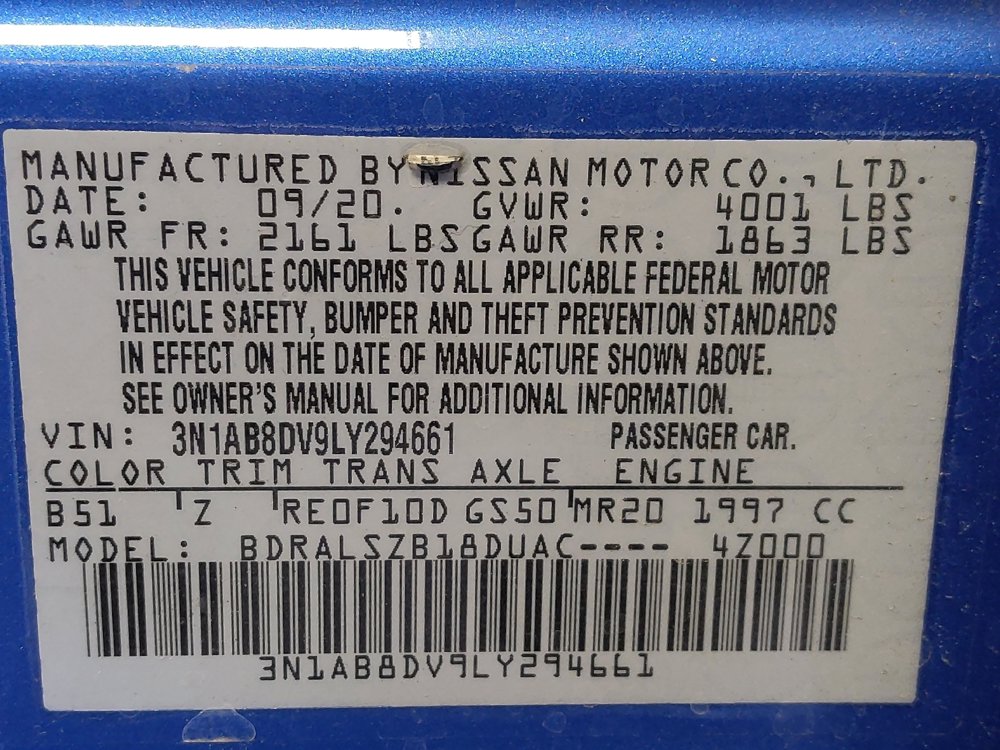 MANUFACTURED BY NISSAN MOTOR CO., LTD.
DATE: 09/20. GVWR: 4001 LBS
GAWR FR: 2161 LBS GAWR RR: 1863 LBS
THIS VEHICLE CONFORMS TO ALL APPLICABLE FEDERAL MOTOR
VEHICLE SAFETY, BUMPER AND THEFT PREVENTION STANDARDS
IN EFFECT ON THE DATE OF MANUFACTURE SHOWN ABOVE.
SEE OWNER'S MANUAL FOR ADDITIONAL INFORMATION.
VIN: 3N1AB8DV9LY294661 PASSENGER CAR.
COLOR TRIM TRANS AXLE ENGINE
B51 Z RE0F10D GS50 MR20 1997 CC
MODEL: BDRALSZB18DUAC---- 4Z000
3N1AB8DV9LY294661